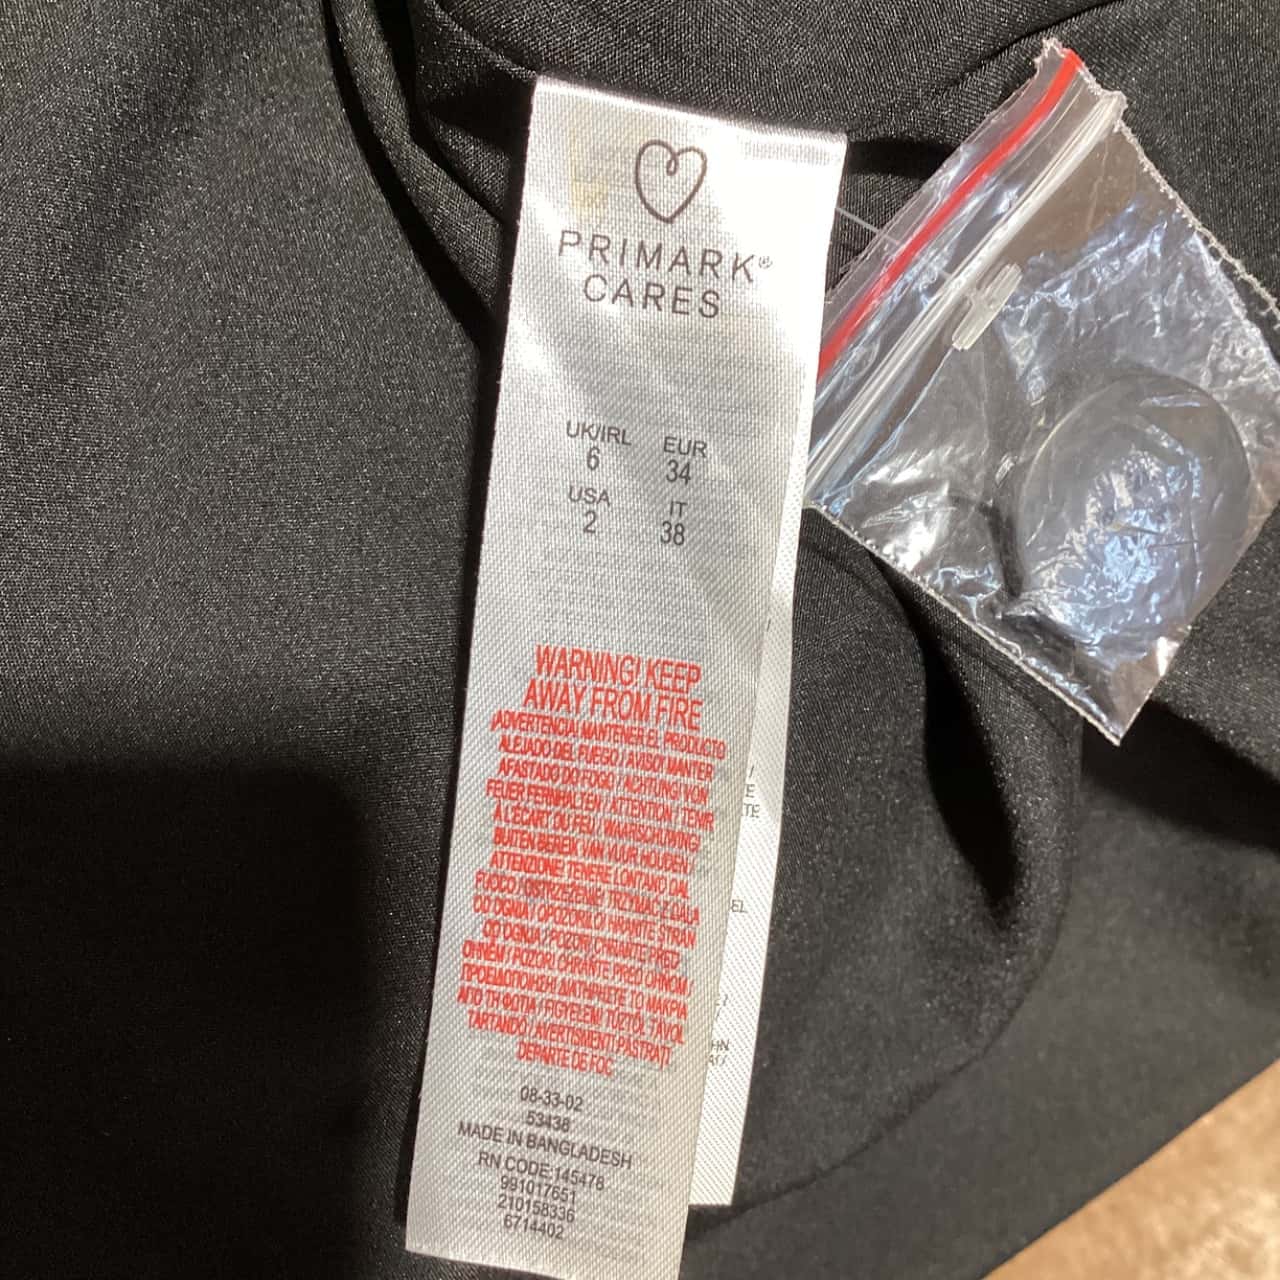 PRIMARK®
CARES
UK/IRL EUR
6 34
USA IT
2 38
WARNING! KEEP
AWAY FROM FIRE
¡ADVERTENCIA! MANTENER EL PRODUCTO
ALEJADO DEL FUEGO / AVISO! MANTER
AFASTADO DO FOGO / ACHTUNG! VON
FEUER FERNHALTEN / ATTENTION ! TENIR
À L'ÉCART DU FEU / WAARSCHUWING!
BUITEN BEREIK VAN VUUR HOUDEN /
ATTENZIONE! TENERE LONTANO DAL
FUOCO / OSTRZEŻENIE! TRZYMAĆ Z DALA
OD OGNIA / OPOZORILO! HRANITE STRAN
OD OGNJA / POZOR! CHRAŇTE PŘED
OHNĚM / POZOR! CHRÁŇTE PRED OHŇOM
ΠΡΟΕΙΔΟΠΟΙΗΣΗ! ΔΙΑΤΗΡΗΣΤΕ ΤΟ ΜΑΚΡΙΑ
ΑΠΟ ΤΗ ΦΩΤΙΑ / FIGYELEM! TŰZTŐL TÁVOL
TARTANDÓ / AVERTISMENT! PĂSTRAȚI
DEPARTE DE FOC
08-33-02
53438
MADE IN BANGLADESH
RN CODE:145478
991017651
210158336
6714402